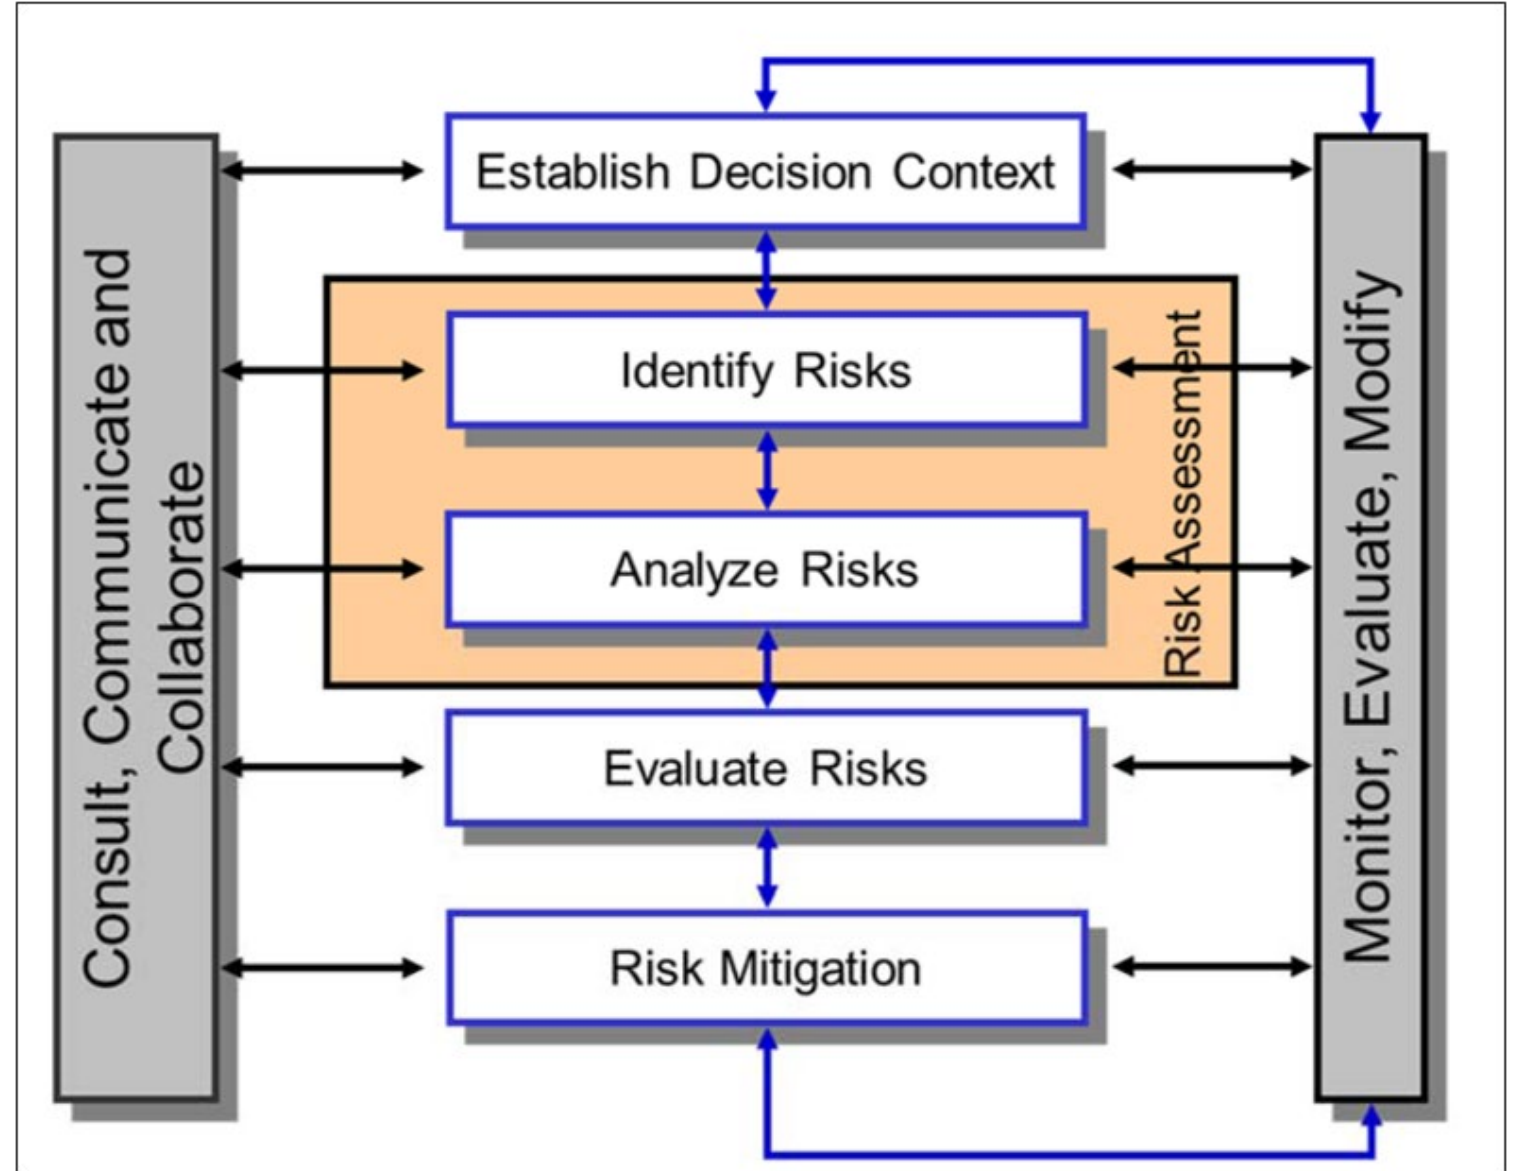 Establish Decision Context
Consult, Communicate and
Collaborate
Identify Risks
Analyze Risks
Risk Assessment
Evaluate Risks
Risk Mitigation
Monitor, Evaluate, Modify